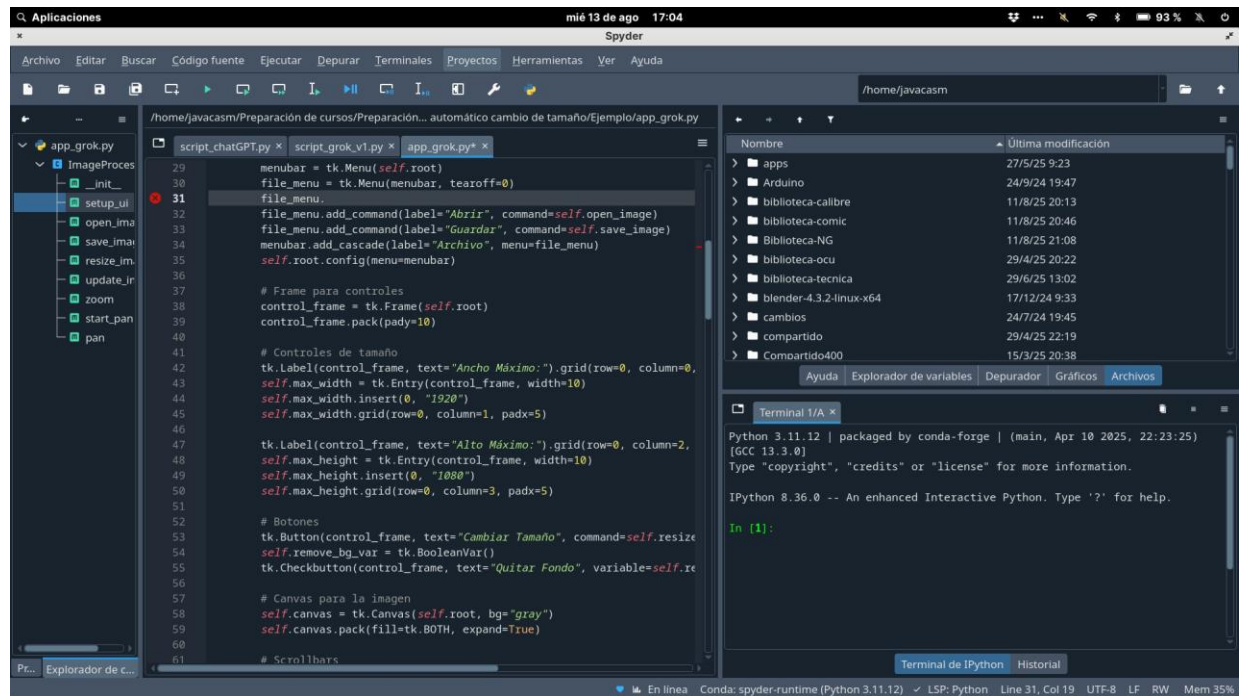 Aplicaciones
mié 13 de ago 17:04
93 %
Spyder
Archivo Editar Buscar Código fuente Ejecutar Depurar Terminales Proyectos Herramientas Ver Ayuda
/home/javacasm
/home/javacasm/Preparación de cursos/Preparación... automático cambio de tamaño/Ejemplo/app_grok.py
app_grok.py
ImageProces
__init__
setup_ui
open_ima
save_imag
resize_im
update_ir
zoom
start_pan
pan
Pr... Explorador de c...
script_chatGPT.py × script_grok_v1.py × app_grok.py* ×
29 menubar = tk.Menu(self.root)
30 file_menu = tk.Menu(menubar, tearoff=0)
31 file_menu.
32 file_menu.add_command(label="Abrir", command=self.open_image)
33 file_menu.add_command(label="Guardar", command=self.save_image)
34 menubar.add_cascade(label="Archivo", menu=file_menu)
35 self.root.config(menu=menubar)
36
37 # Frame para controles
38 control_frame = tk.Frame(self.root)
39 control_frame.pack(pady=10)
40
41 # Controles de tamaño
42 tk.Label(control_frame, text="Ancho Máximo:").grid(row=0, column=0,
43 self.max_width = tk.Entry(control_frame, width=10)
44 self.max_width.insert(0, "1920")
45 self.max_width.grid(row=0, column=1, padx=5)
46
47 tk.Label(control_frame, text="Alto Máximo:").grid(row=0, column=2,
48 self.max_height = tk.Entry(control_frame, width=10)
49 self.max_height.insert(0, "1080")
50 self.max_height.grid(row=0, column=3, padx=5)
51
52 # Botones
53 tk.Button(control_frame, text="Cambiar Tamaño", command=self.resize
54 self.remove_bg_var = tk.BooleanVar()
55 tk.Checkbutton(control_frame, text="Quitar Fondo", variable=self.re
56
57 # Canvas para la imagen
58 self.canvas = tk.Canvas(self.root, bg="gray")
59 self.canvas.pack(fill=tk.BOTH, expand=True)
60
61 # Scrollbars
Nombre Última modificación
apps 27/5/25 9:23
Arduino 24/9/24 19:47
biblioteca-calibre 11/8/25 20:13
biblioteca-comic 11/8/25 20:46
Biblioteca-NG 11/8/25 21:08
biblioteca-ocu 29/4/25 20:22
biblioteca-tecnica 29/6/25 13:02
blender-4.3.2-linux-x64 17/12/24 9:33
cambios 24/7/24 19:45
compartido 29/4/25 22:19
Compartido400 15/3/25 20:38
Ayuda Explorador de variables Depurador Gráficos Archivos
Terminal 1/A ×
Python 3.11.12 | packaged by conda-forge | (main, Apr 10 2025, 22:23:25)
[GCC 13.3.0]
Type "copyright", "credits" or "license" for more information.
IPython 8.36.0 -- An enhanced Interactive Python. Type '?' for help.
In [1]:
Terminal de IPython Historial
En línea Conda: spyder-runtime (Python 3.11.12) ✓ LSP: Python Line 31, Col 19 UTF-8 LF RW Mem 35%